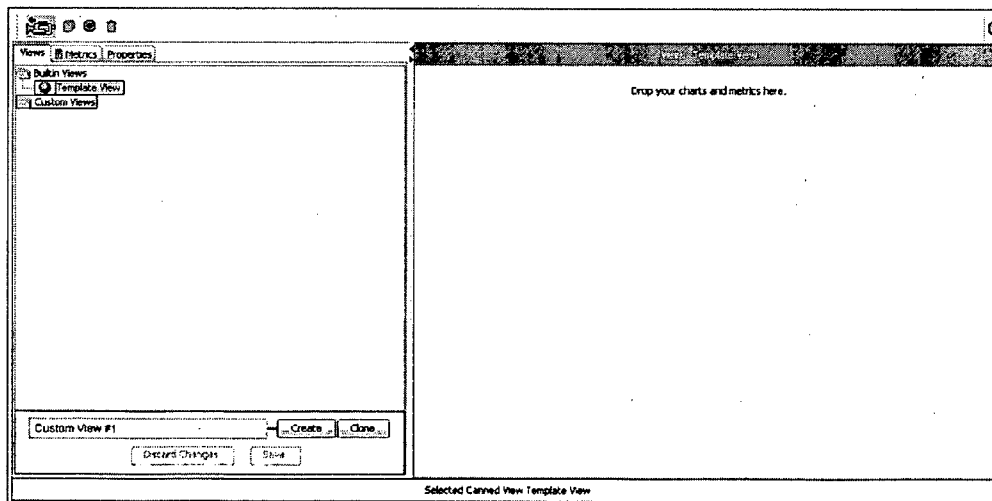 Views Metrics Properties
Builtin Views
Template View
Custom Views
Drop your charts and metrics here.
Custom View #1 Create Clone
Discard Changes Save
Selected Canned View Template View